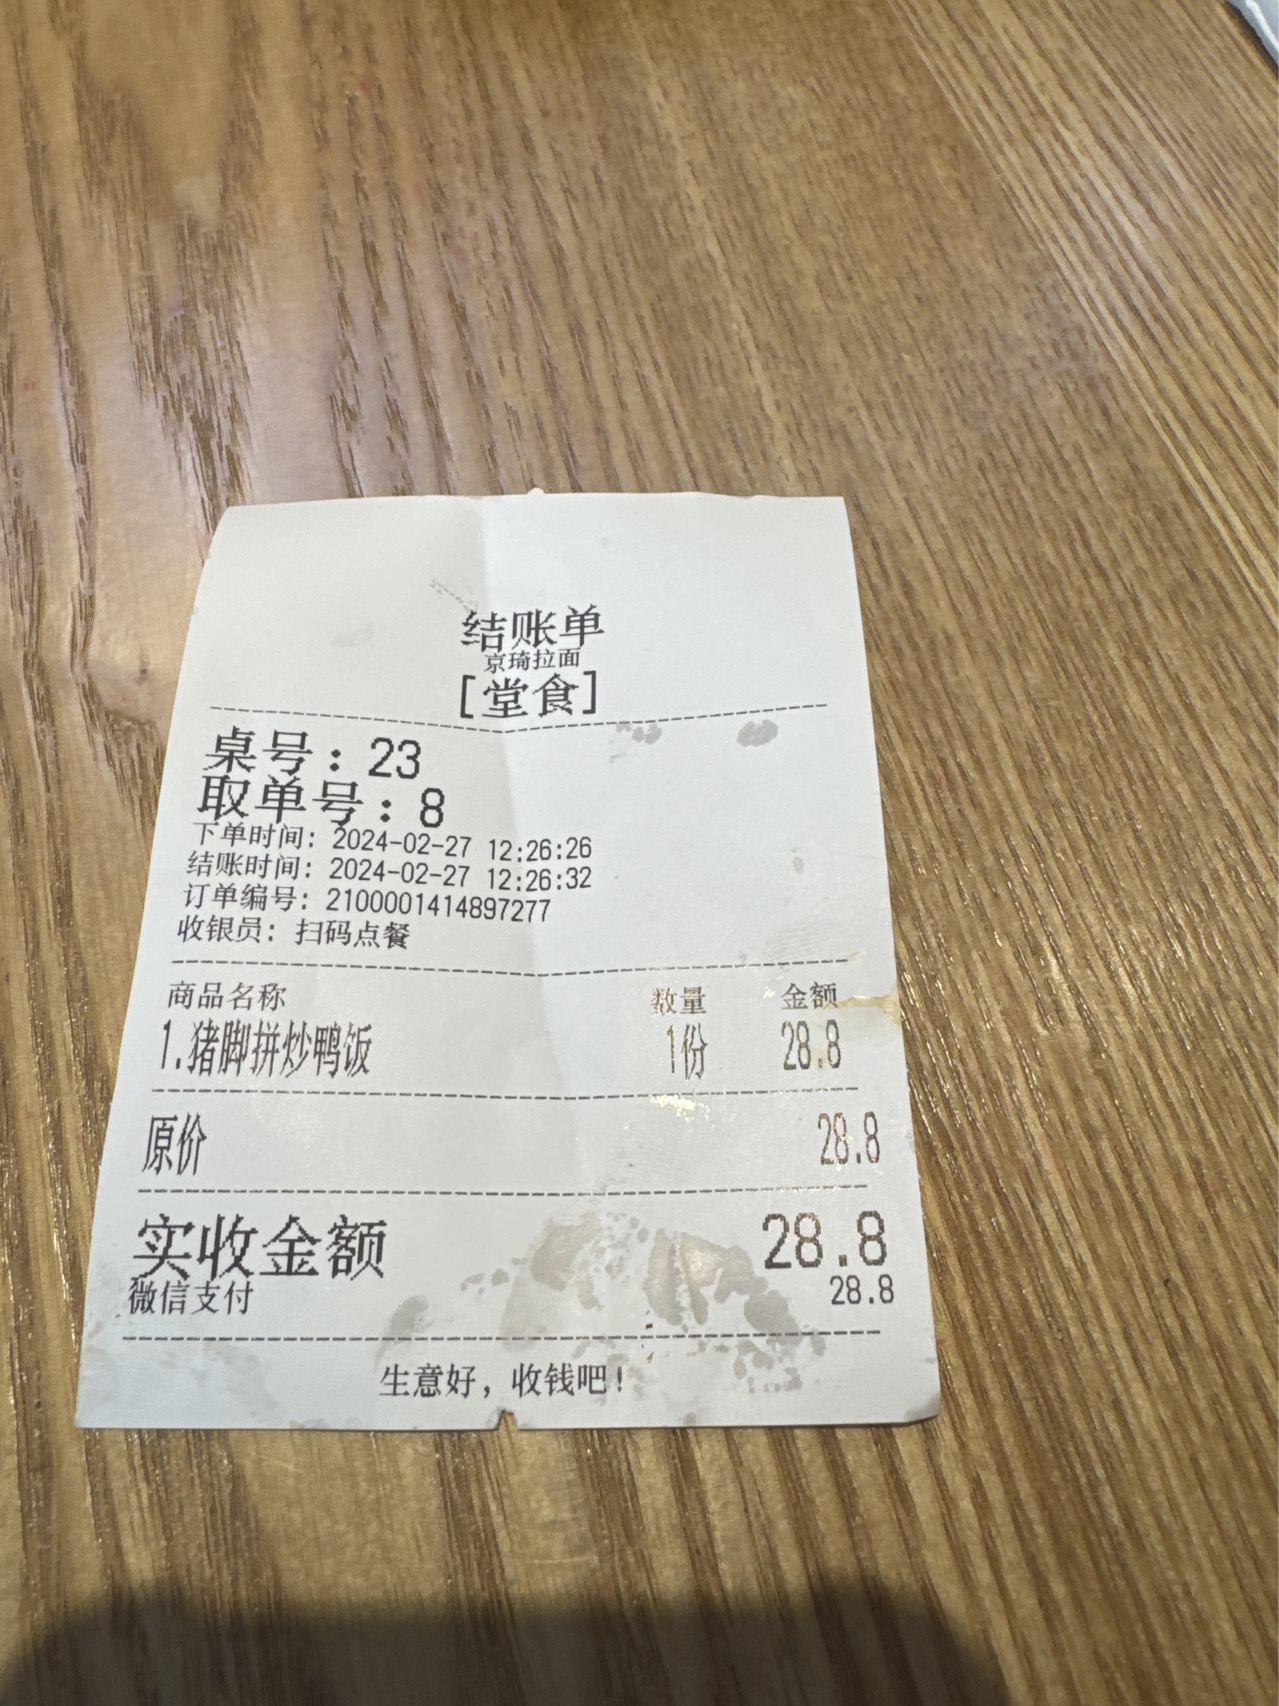 结账单
京琦拉面
[堂食]
桌号：23
取单号：8
下单时间: 2024-02-27 12:26:26
结账时间: 2024-02-27 12:26:32
订单编号: 2100001414897277
收银员: 扫码点餐
商品名称 数量 金额
1.猪脚拼炒鸭饭 1份 28.8
原价 28.8
实收金额 28.8
微信支付 28.8
生意好，收钱吧！